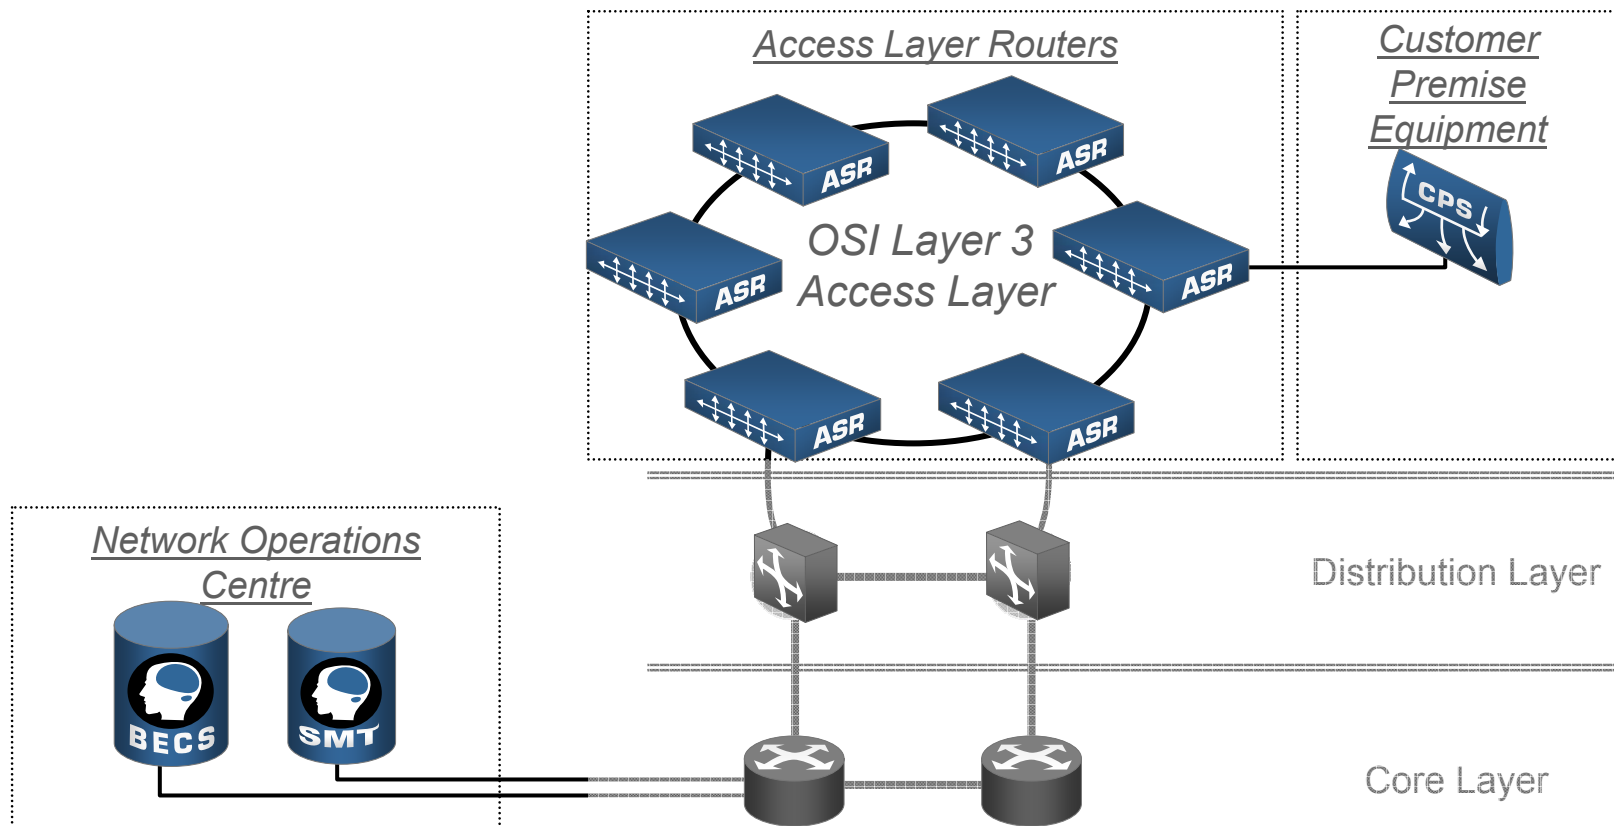 Access Layer Routers
Customer
Premise
Equipment
ASR
ASR
CPS
OSI Layer 3
Access Layer
ASR
ASR
ASR
ASR
Network Operations
Centre
Distribution Layer
BECS
SMT
Core Layer